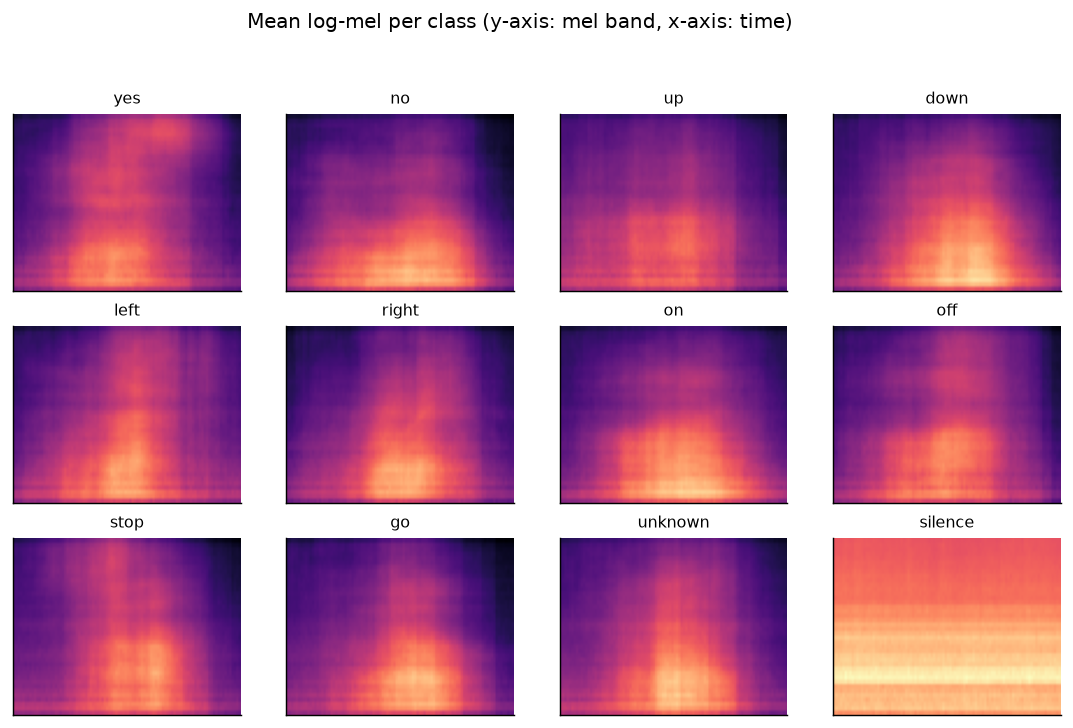 Mean log-mel per class (y-axis: mel band, x-axis: time)
yes
no
up
down
left
right
on
off
stop
go
unknown
silence